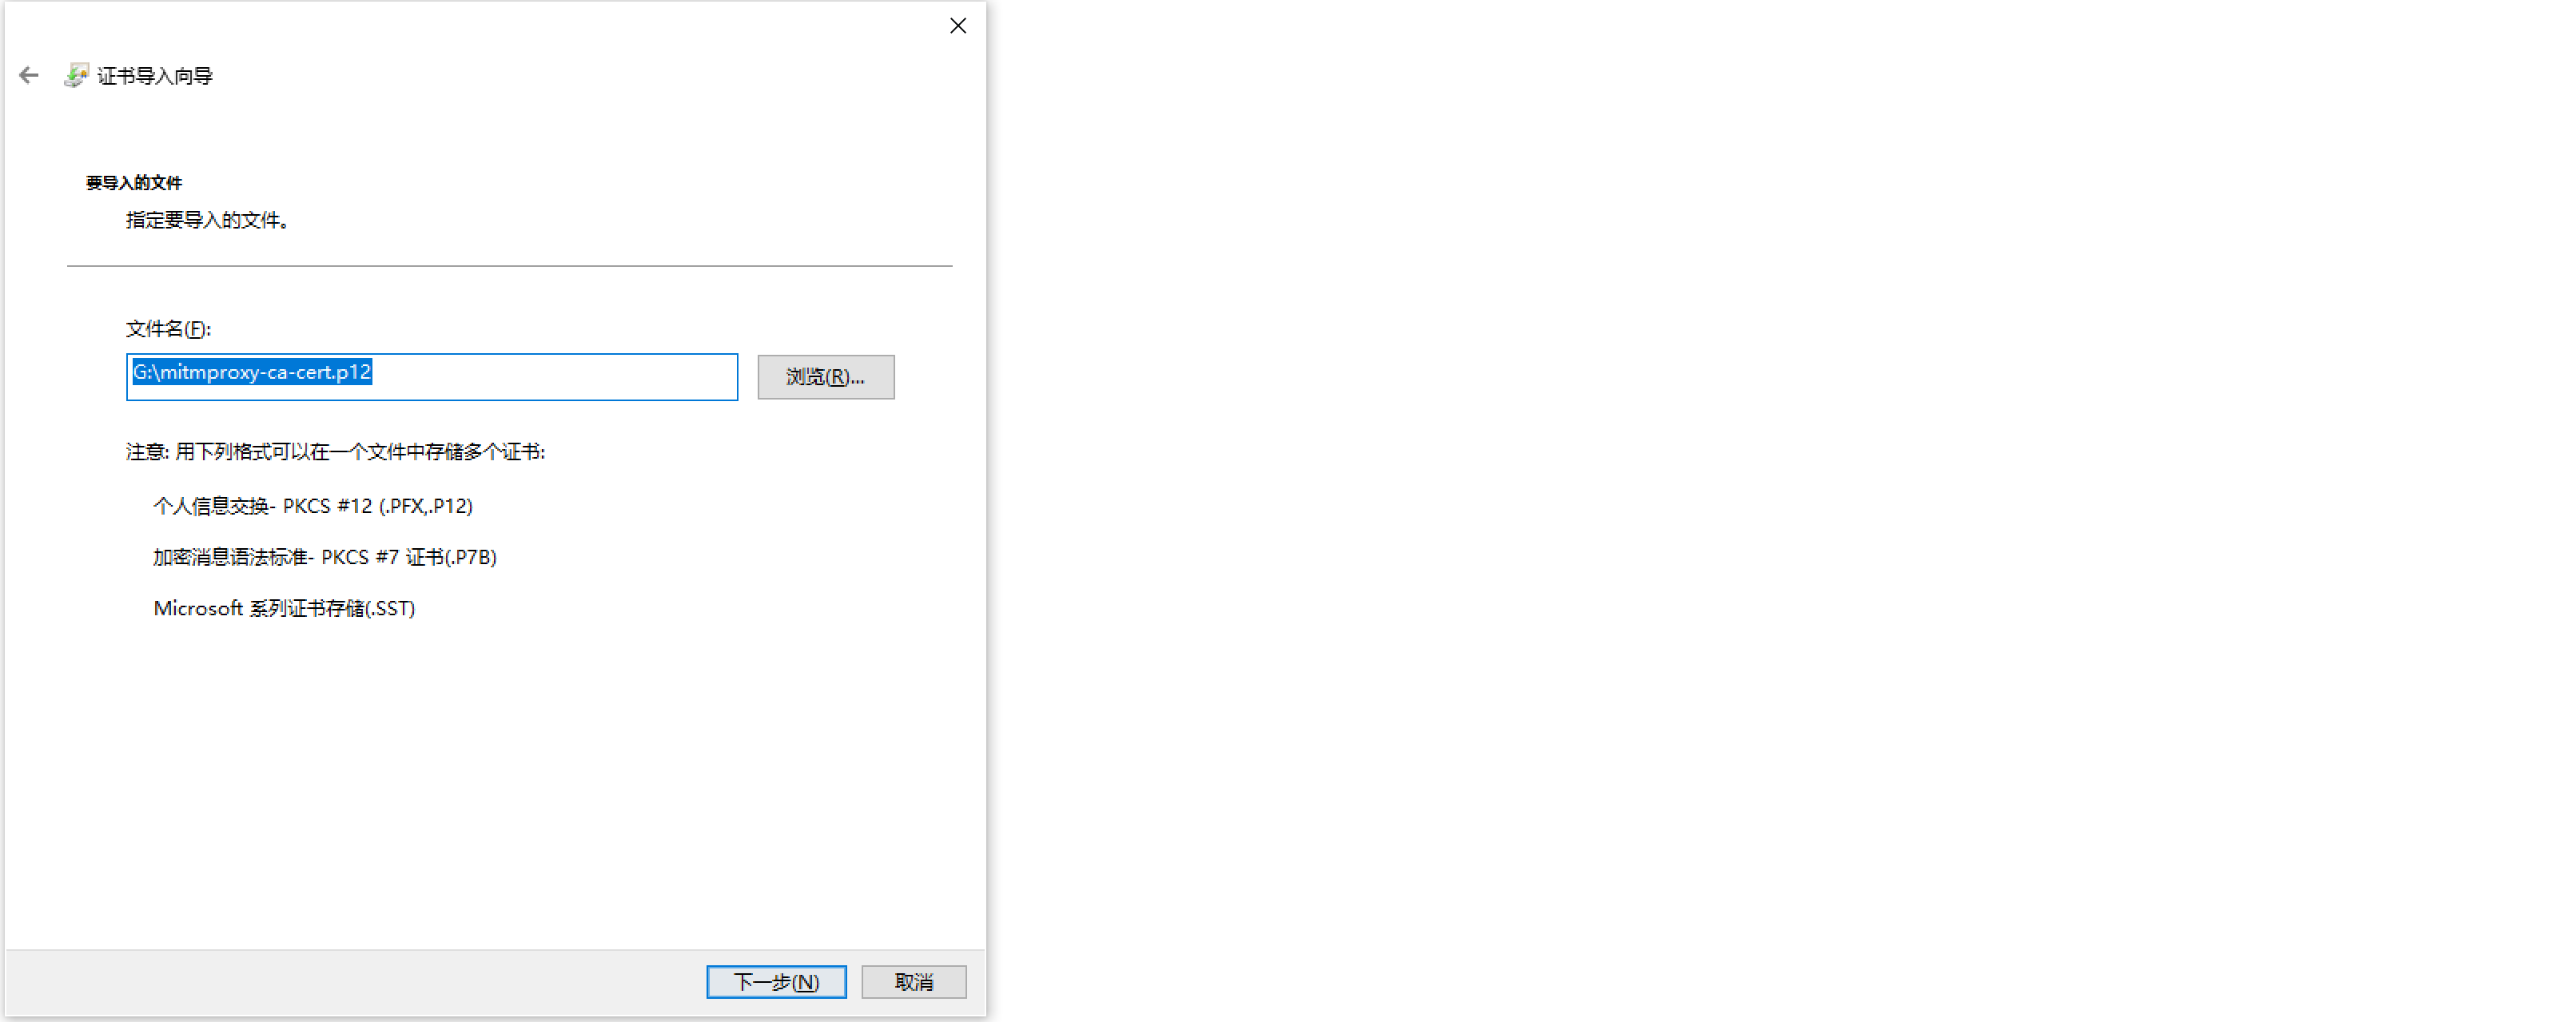 证书导入向导
要导入的文件
指定要导入的文件。
文件名(F):
G:\mitmproxy-ca-cert.p12
浏览(R)...
注意: 用下列格式可以在一个文件中存储多个证书:
个人信息交换- PKCS #12 (.PFX,.P12)
加密消息语法标准- PKCS #7 证书(.P7B)
Microsoft 系列证书存储(.SST)
下一步(N)
取消